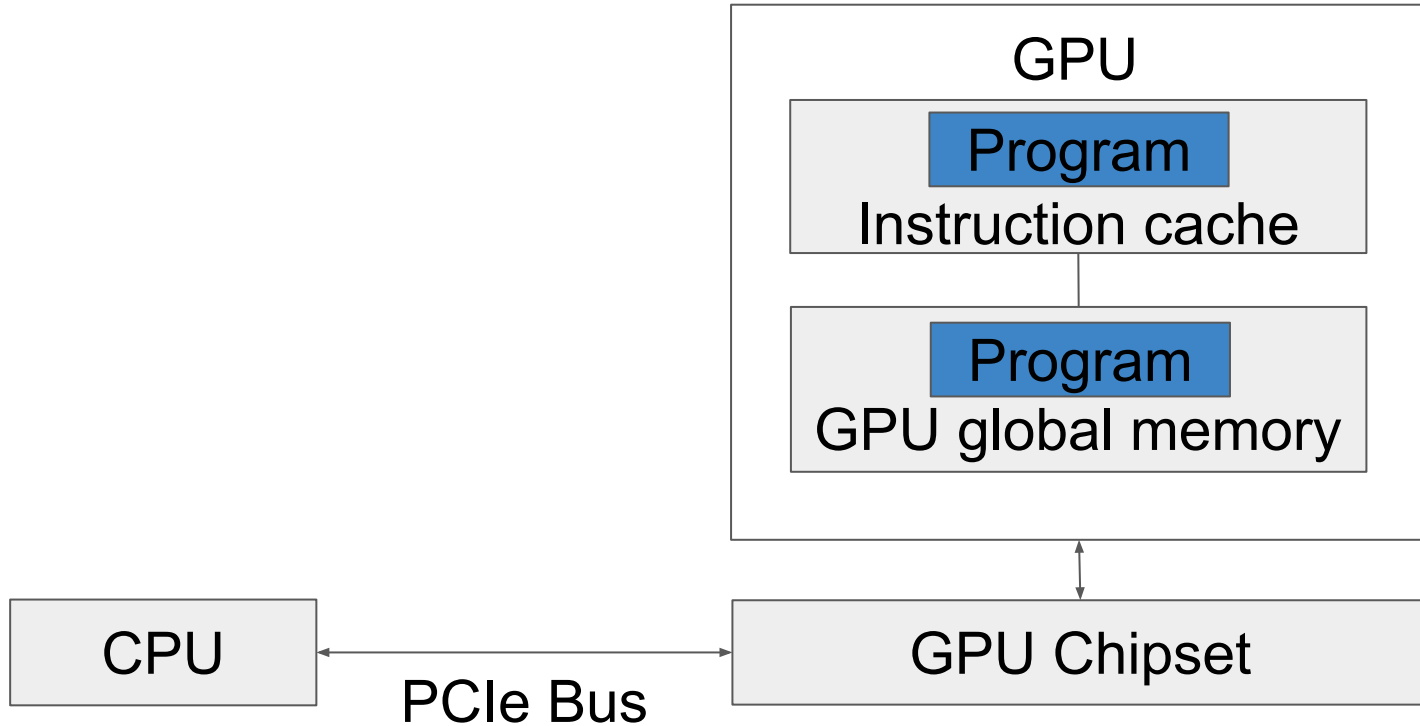 GPU
Program
Instruction cache
Program
GPU global memory
CPU
PCIe Bus
GPU Chipset